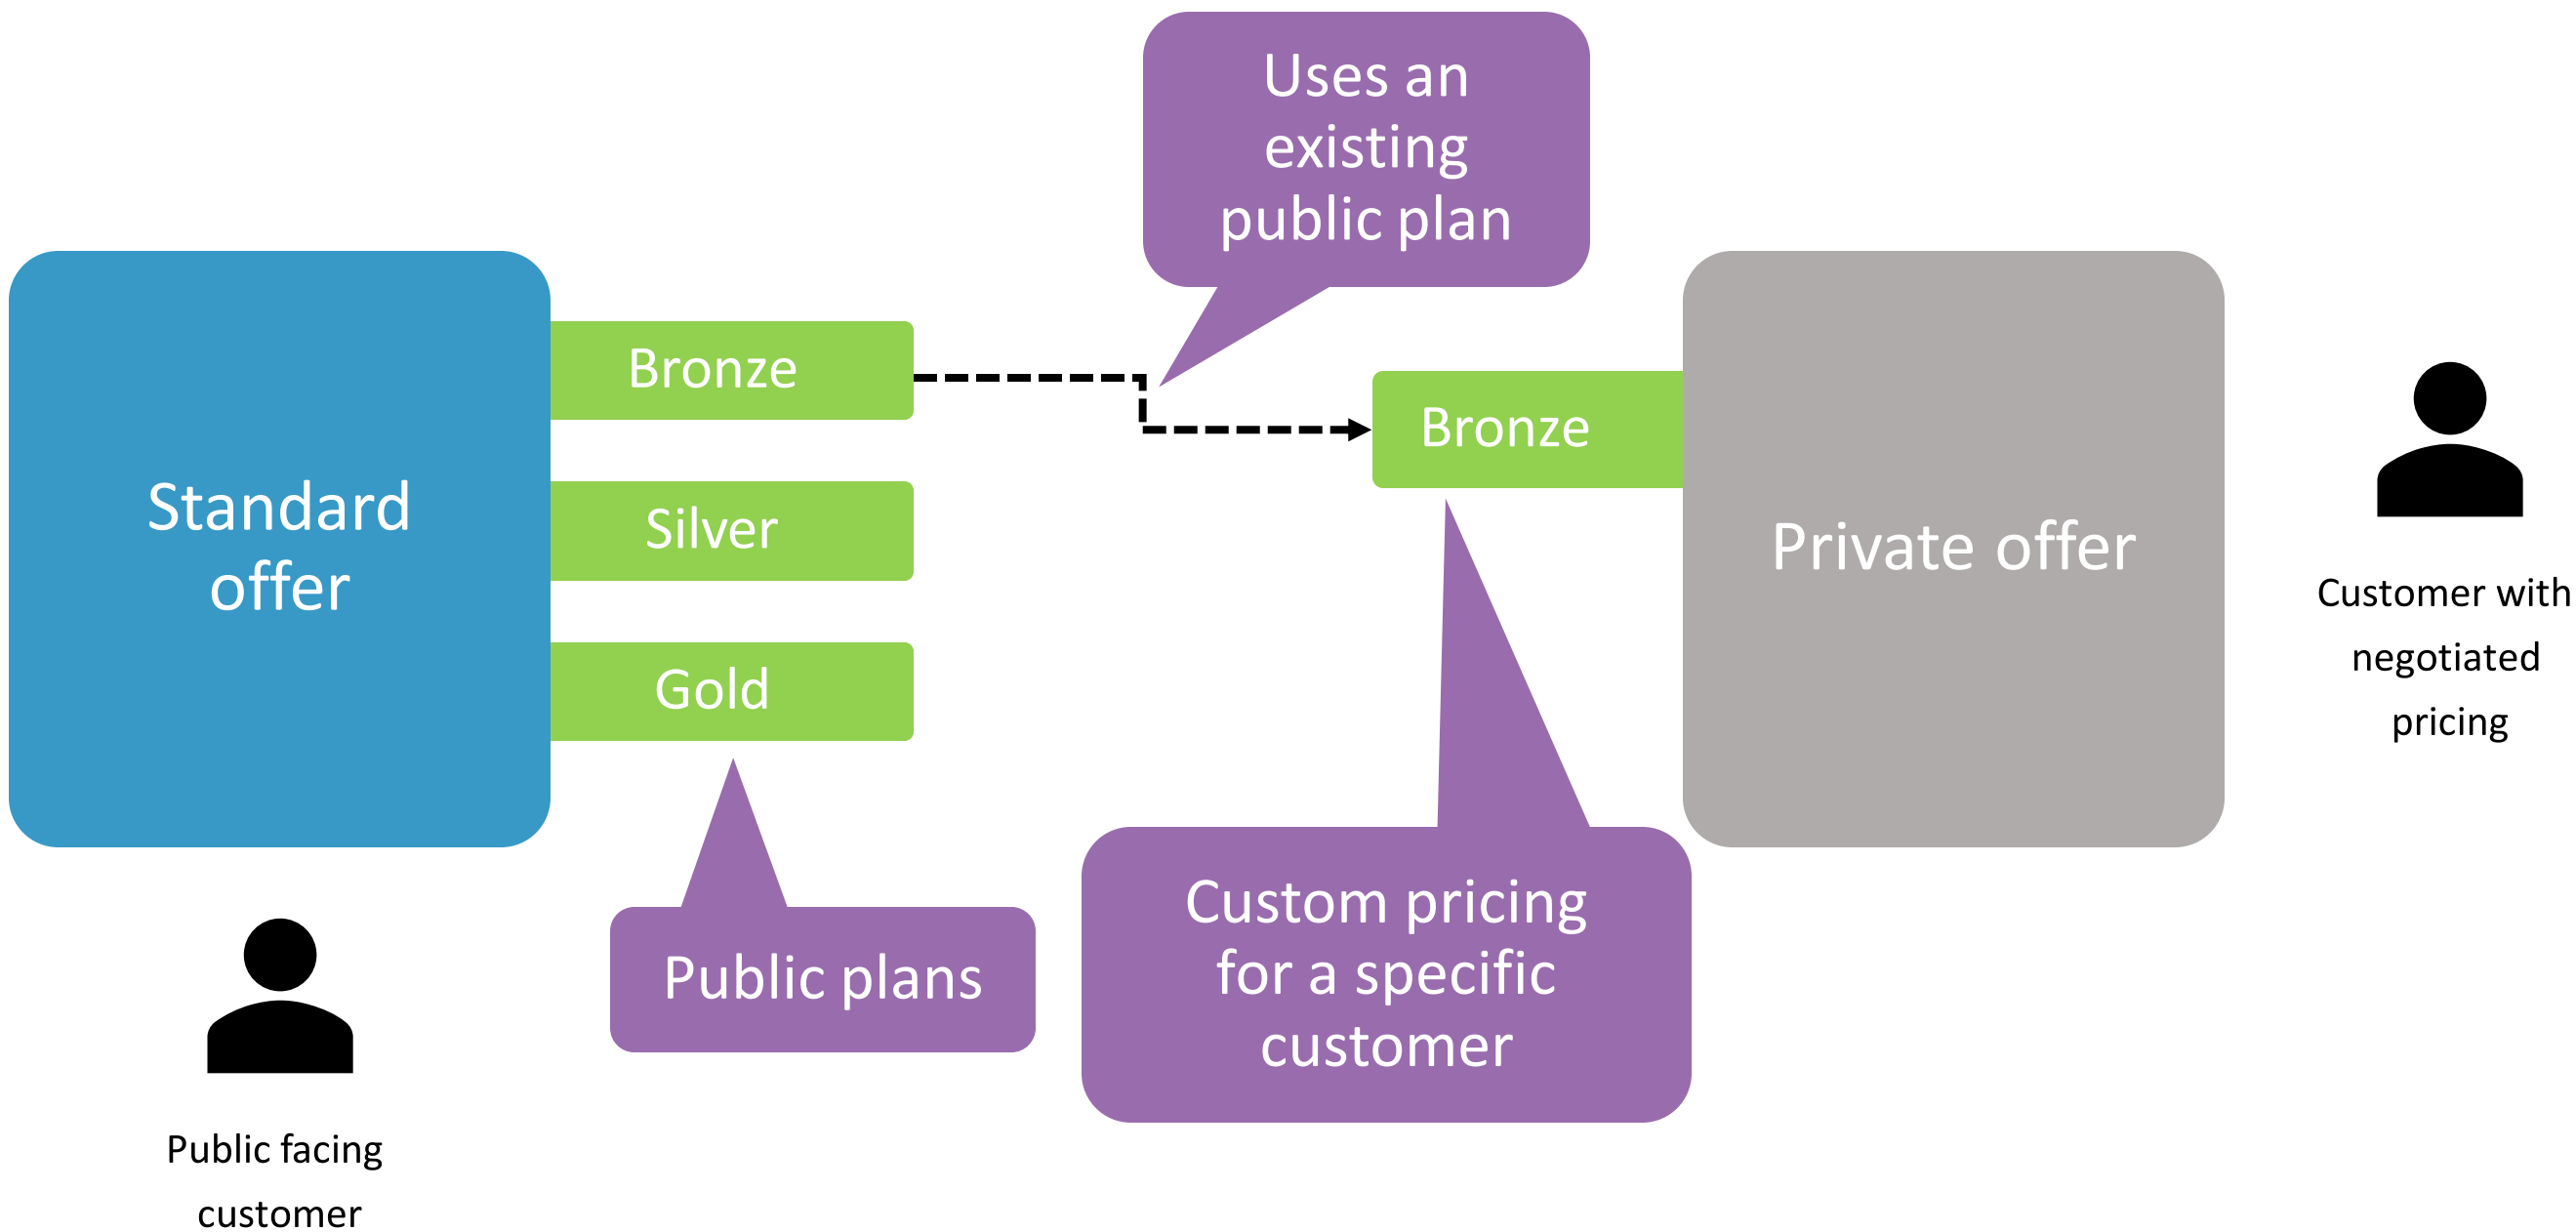 Uses an
existing
public plan
Standard
offer
Bronze
Silver
Gold
Bronze
Private offer
Customer with
negotiated
pricing
Public plans
Custom pricing
for a specific
customer
Public facing
customer